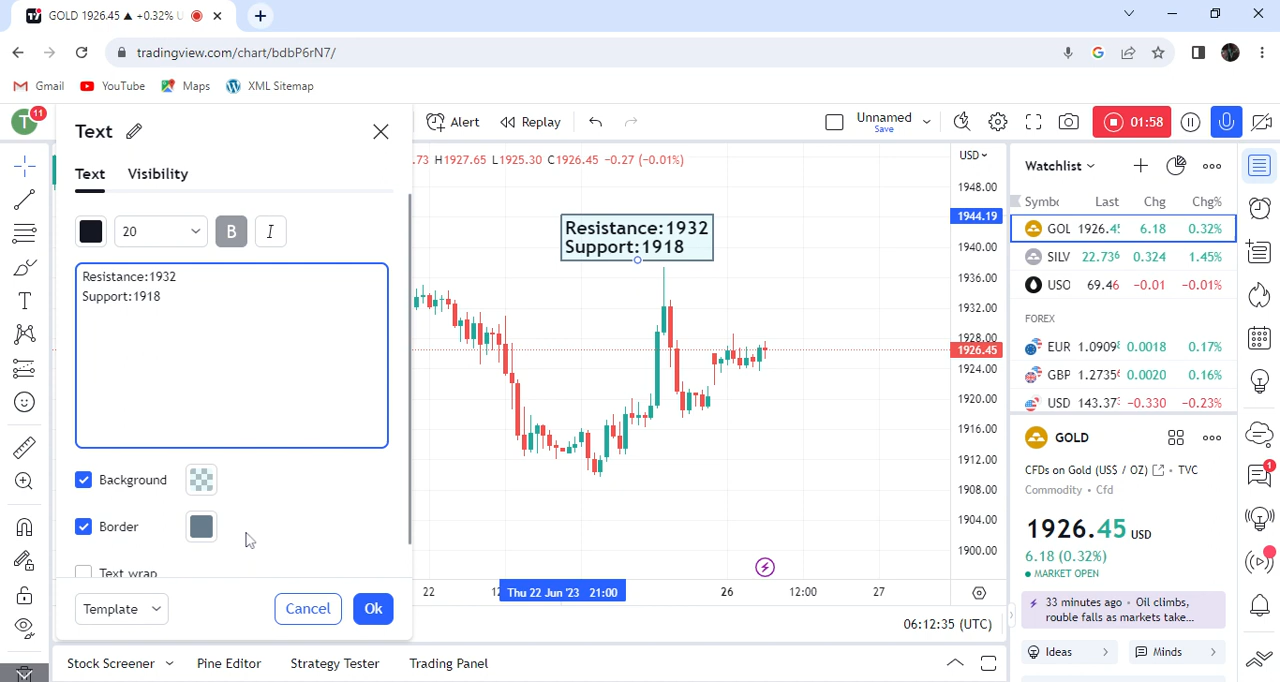 GOLD 1926.45 ▲ +0.32% U
tradingview.com/chart/bdbP6rN7/
Gmail YouTube Maps XML Sitemap
T 11
Text
Alert Replay
Unnamed
Save
01:58
.73 H1927.65 L1925.30 C1926.45 -0.27 (-0.01%)
USD
Text Visibility
20 B I
Resistance:1932
Support:1918
Background
Border
Text wrap
Template Cancel Ok
Resistance:1932
Support:1918
1948.00
1944.19
1940.00
1936.00
1932.00
1928.00
1926.45
1924.00
1920.00
1916.00
1912.00
1908.00
1904.00
1900.00
22 12 Thu 22 Jun '23 21:00 26 12:00 27
06:12:35 (UTC)
Stock Screener Pine Editor Strategy Tester Trading Panel
Watchlist
Symbo Last Chg Chg%
GOL 1926.45 6.18 0.32%
SILV 22.736 0.324 1.45%
USO 69.46 -0.01 -0.01%
FOREX
EUR 1.0909 0.0018 0.17%
GBP 1.2735 0.0020 0.16%
USD 143.37 -0.330 -0.23%
GOLD
CFDs on Gold (US$ / OZ) • TVC
Commodity • Cfd
1926.45 USD
6.18 (0.32%)
MARKET OPEN
33 minutes ago • Oil climbs,
rouble falls as markets take...
Ideas Minds
1